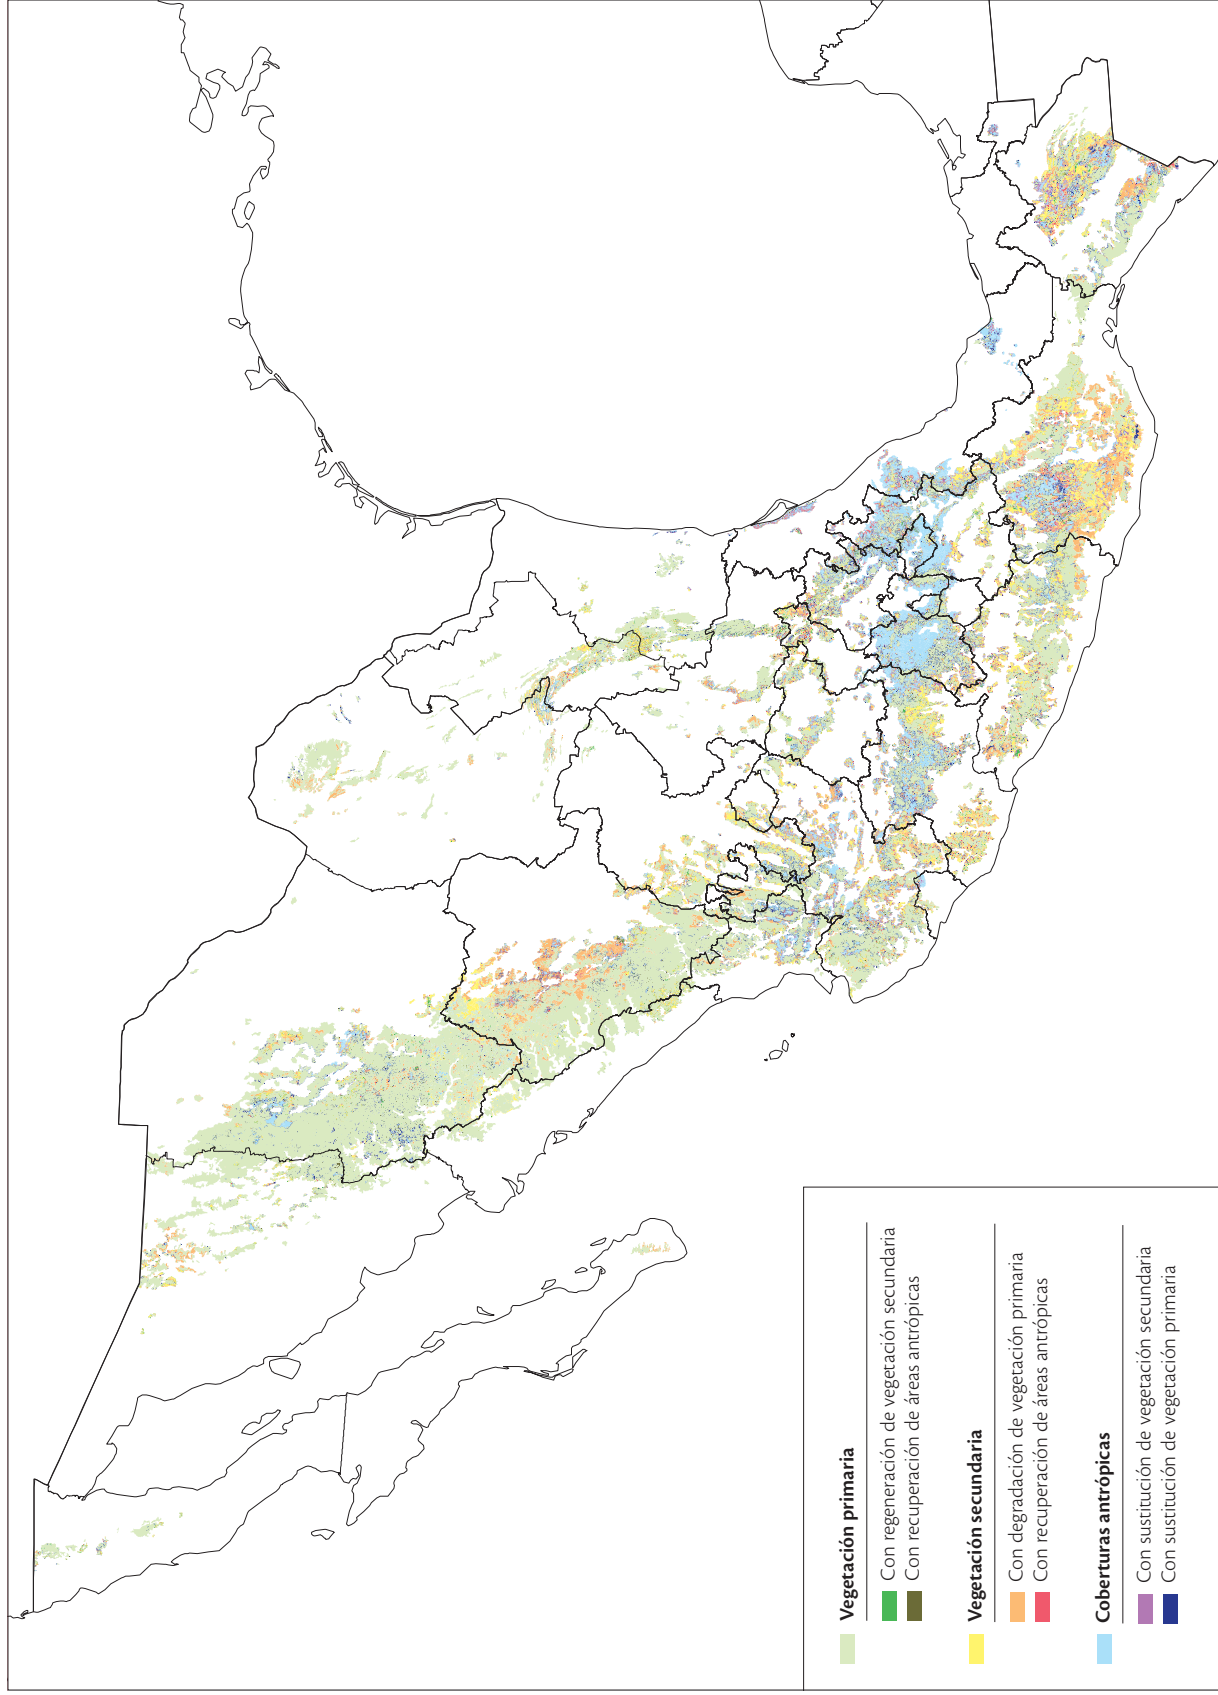 Vegetación primaria
Con regeneración de vegetación secundaria
Con recuperación de áreas antrópicas
Vegetación secundaria
Con degradación de vegetación primaria
Con recuperación de áreas antrópicas
Coberturas antrópicas
Con sustitución de vegetación secundaria
Con sustitución de vegetación primaria